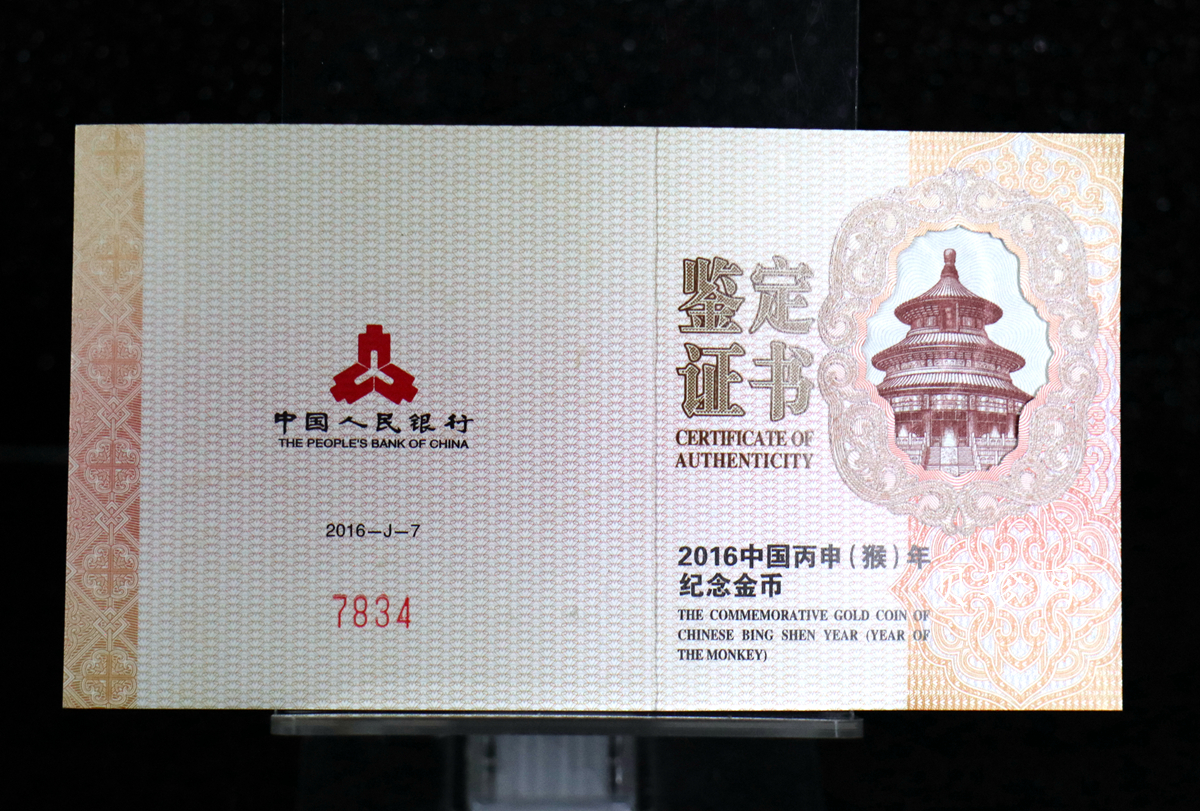 中国人民银行
THE PEOPLE'S BANK OF CHINA
2016—J—7
7834
鉴定
证书
CERTIFICATE OF
AUTHENTICITY
2016中国丙申(猴)年
纪念金币
THE COMMEMORATIVE GOLD COIN OF
CHINESE BING SHEN YEAR (YEAR OF
THE MONKEY)